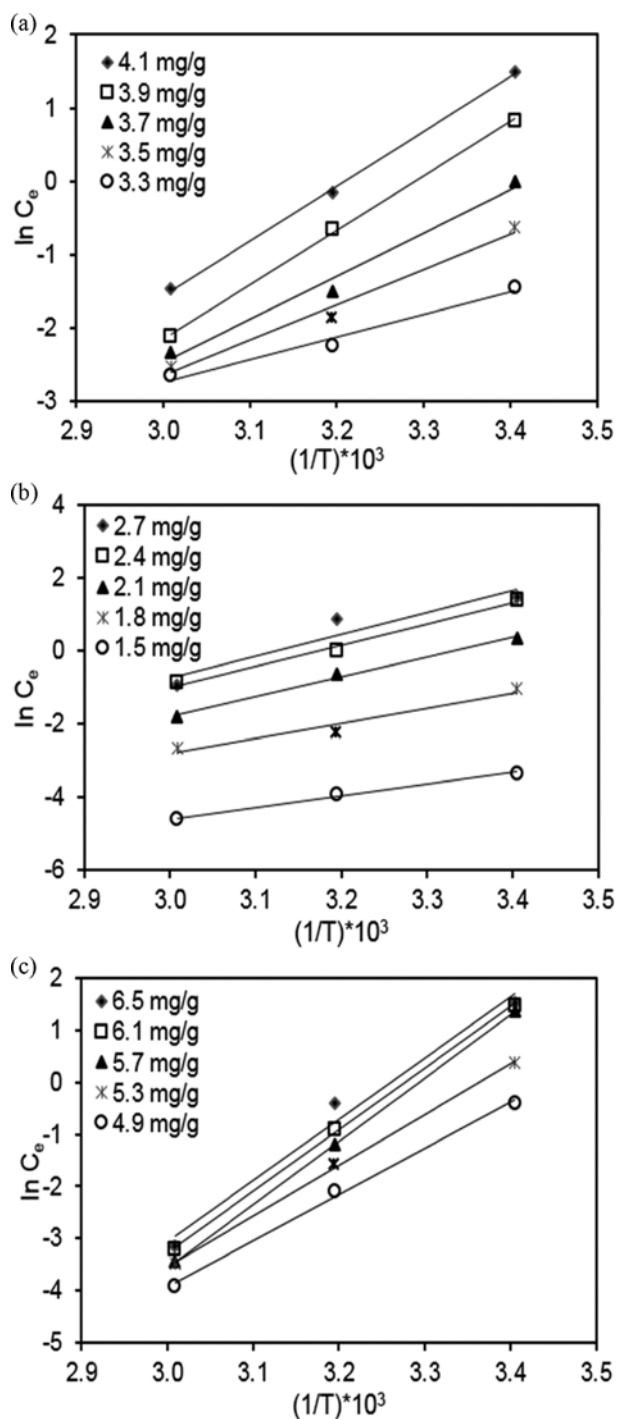 (a)
2
1
0
-1
-2
-3
ln Cₑ
4.1 mg/g
3.9 mg/g
3.7 mg/g
3.5 mg/g
3.3 mg/g
2.9 3.0 3.1 3.2 3.3 3.4 3.5
(1/T)*10³
(b)
4
2
0
-2
-4
-6
ln Cₑ
2.7 mg/g
2.4 mg/g
2.1 mg/g
1.8 mg/g
1.5 mg/g
2.9 3.0 3.1 3.2 3.3 3.4 3.5
(1/T)*10³
(c)
2
1
0
-1
-2
-3
-4
-5
ln Cₑ
6.5 mg/g
6.1 mg/g
5.7 mg/g
5.3 mg/g
4.9 mg/g
2.9 3.0 3.1 3.2 3.3 3.4 3.5
(1/T)*10³